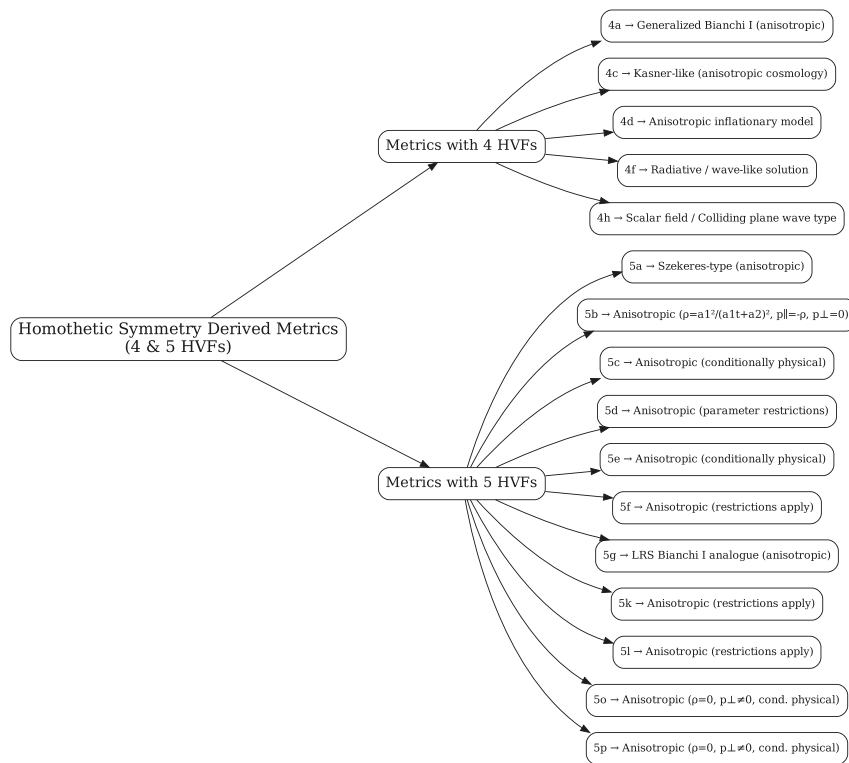 Homothetic Symmetry Derived Metrics
(4 & 5 HVFs)
Metrics with 4 HVFs
4a → Generalized Bianchi I (anisotropic)
4c → Kasner-like (anisotropic cosmology)
4d → Anisotropic inflationary model
4f → Radiative / wave-like solution
4h → Scalar field / Colliding plane wave type
Metrics with 5 HVFs
5a → Szekeres-type (anisotropic)
5b → Anisotropic (ρ=a1²/(a1t+a2)², p∥=-ρ, p⊥=0)
5c → Anisotropic (conditionally physical)
5d → Anisotropic (parameter restrictions)
5e → Anisotropic (conditionally physical)
5f → Anisotropic (restrictions apply)
5g → LRS Bianchi I analogue (anisotropic)
5k → Anisotropic (restrictions apply)
5l → Anisotropic (restrictions apply)
5o → Anisotropic (ρ=0, p⊥≠0, cond. physical)
5p → Anisotropic (ρ=0, p⊥≠0, cond. physical)